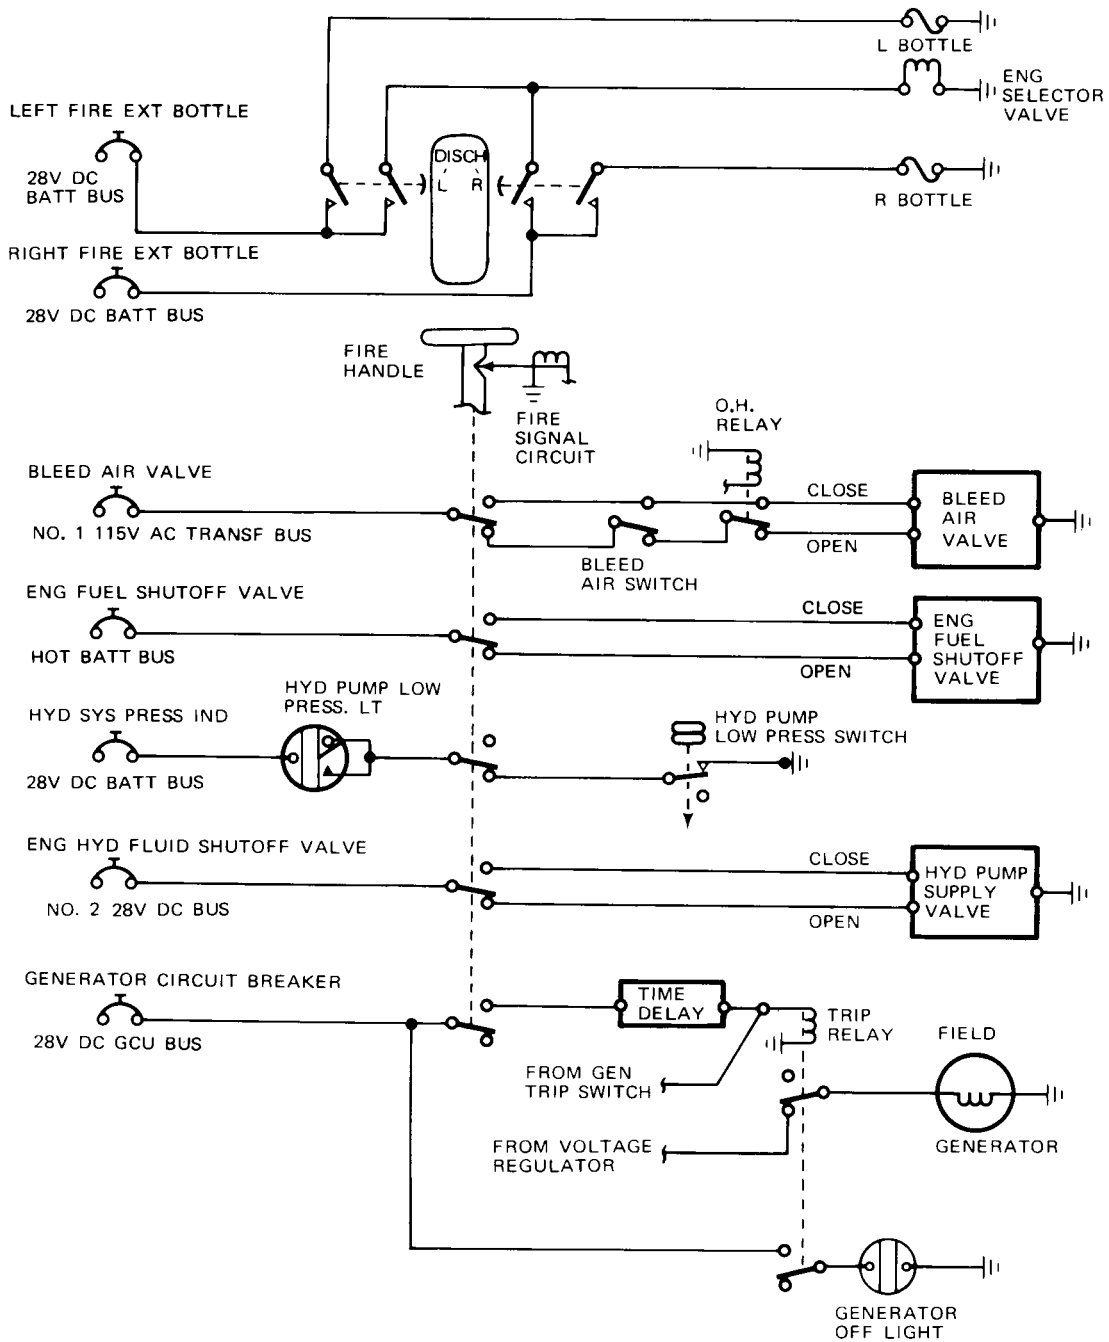 L BOTTLE
ENG
SELECTOR
VALVE
LEFT FIRE EXT BOTTLE
28V DC
BATT BUS
DISCH
L R
R BOTTLE
RIGHT FIRE EXT BOTTLE
28V DC BATT BUS
FIRE
HANDLE
FIRE
SIGNAL
CIRCUIT
O.H.
RELAY
BLEED AIR VALVE
NO. 1 115V AC TRANSF BUS
CLOSE
OPEN
BLEED
AIR
VALVE
BLEED
AIR SWITCH
ENG FUEL SHUTOFF VALVE
HOT BATT BUS
CLOSE
OPEN
ENG
FUEL
SHUTOFF
VALVE
HYD PUMP LOW
PRESS. LT
HYD SYS PRESS IND
28V DC BATT BUS
HYD PUMP
LOW PRESS SWITCH
ENG HYD FLUID SHUTOFF VALVE
NO. 2 28V DC BUS
CLOSE
OPEN
HYD PUMP
SUPPLY
VALVE
GENERATOR CIRCUIT BREAKER
28V DC GCU BUS
TIME
DELAY
TRIP
RELAY
FROM GEN
TRIP SWITCH
FIELD
GENERATOR
FROM VOLTAGE
REGULATOR
GENERATOR
OFF LIGHT